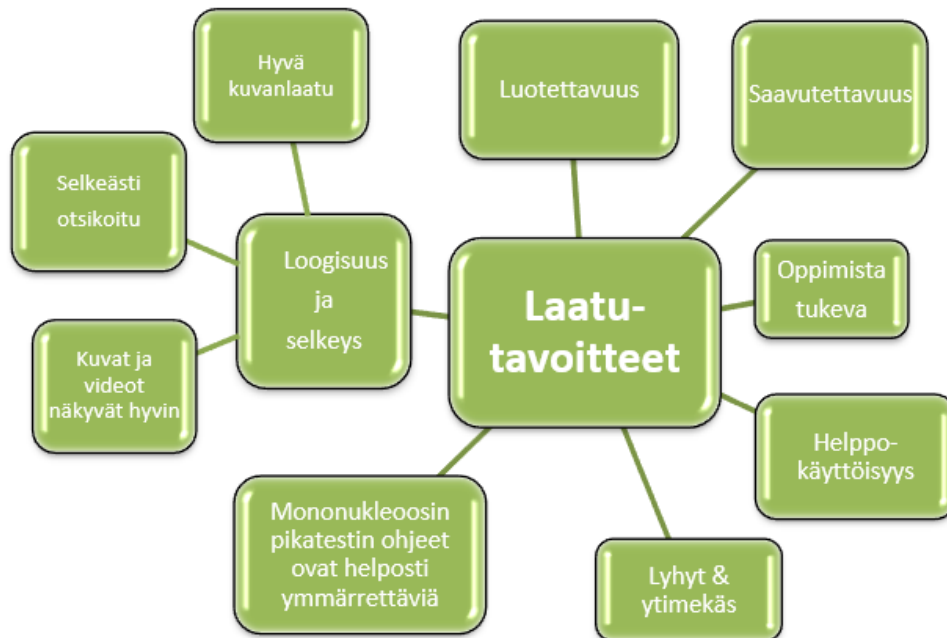 Hyvä
kuvanlaatu
Luotettavuus
Saavutettavuus
Selkeästi
otsikoitu
Loogisuus
ja
selkeys
Laatu-
tavoitteet
Oppimista
tukeva
Kuvat ja
videot
näkyvät hyvin
Helppo-
käyttöisyys
Mononukleoosin
pikatestin ohjeet
ovat helposti
ymmärrettäviä
Lyhyt &
ytimekäs